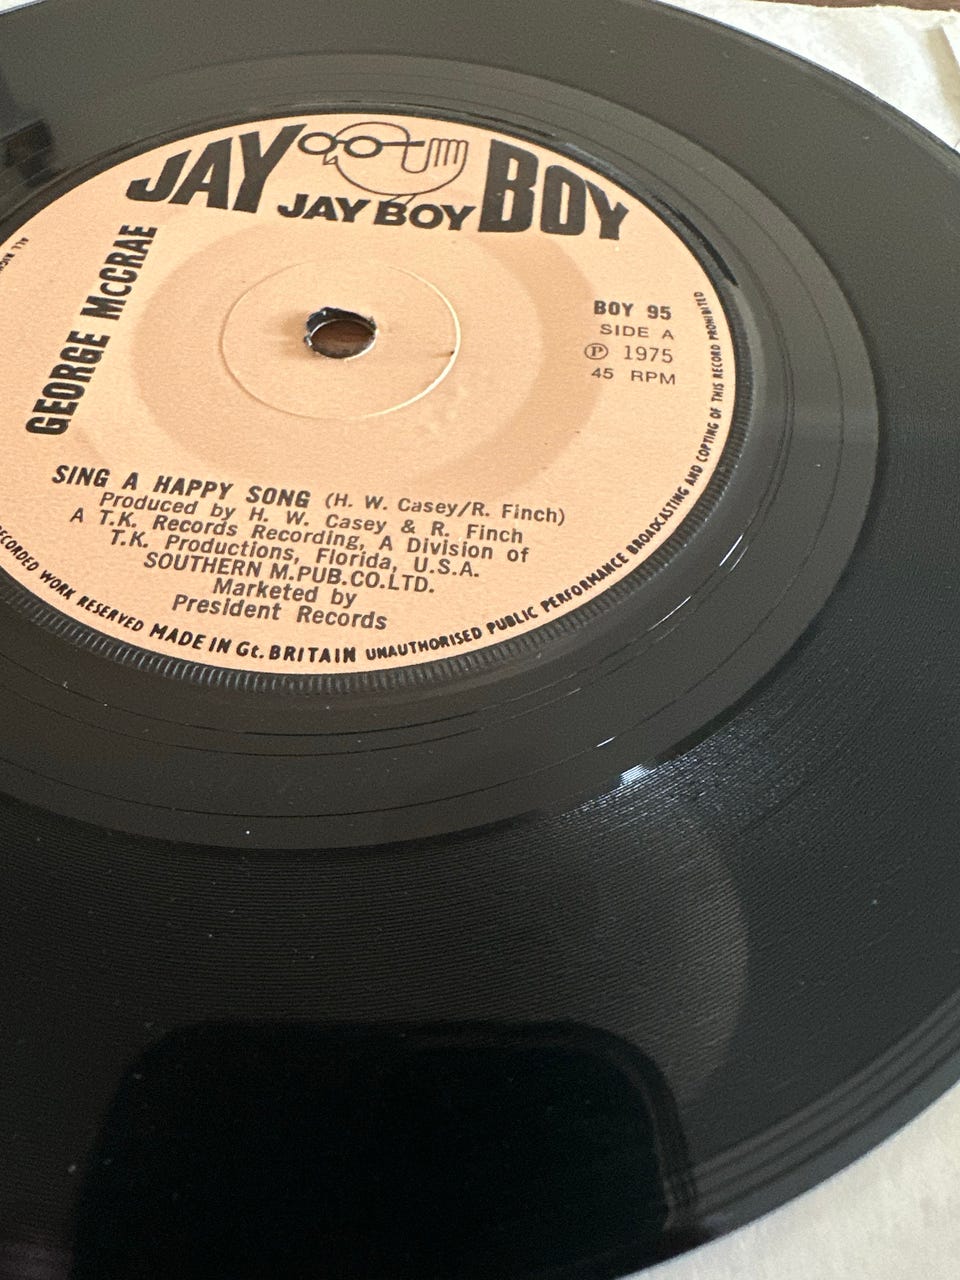 JAY BOY
JAY BOY
GEORGE McCRAE
BOY 95
SIDE A
Ⓟ 1975
45 RPM
SING A HAPPY SONG (H. W. Casey/R. Finch)
Produced by H. W. Casey & R. Finch
A T.K. Records Recording, A Division of
T.K. Productions, Florida, U.S.A.
SOUTHERN M.PUB.CO.LTD.
Marketed by
President Records
ALL
RECORDED WORK RESERVED MADE IN Gt. BRITAIN UNAUTHORISED PUBLIC PERFORMANCE BROADCASTING AND COPYING OF THIS RECORD PROHIBITED